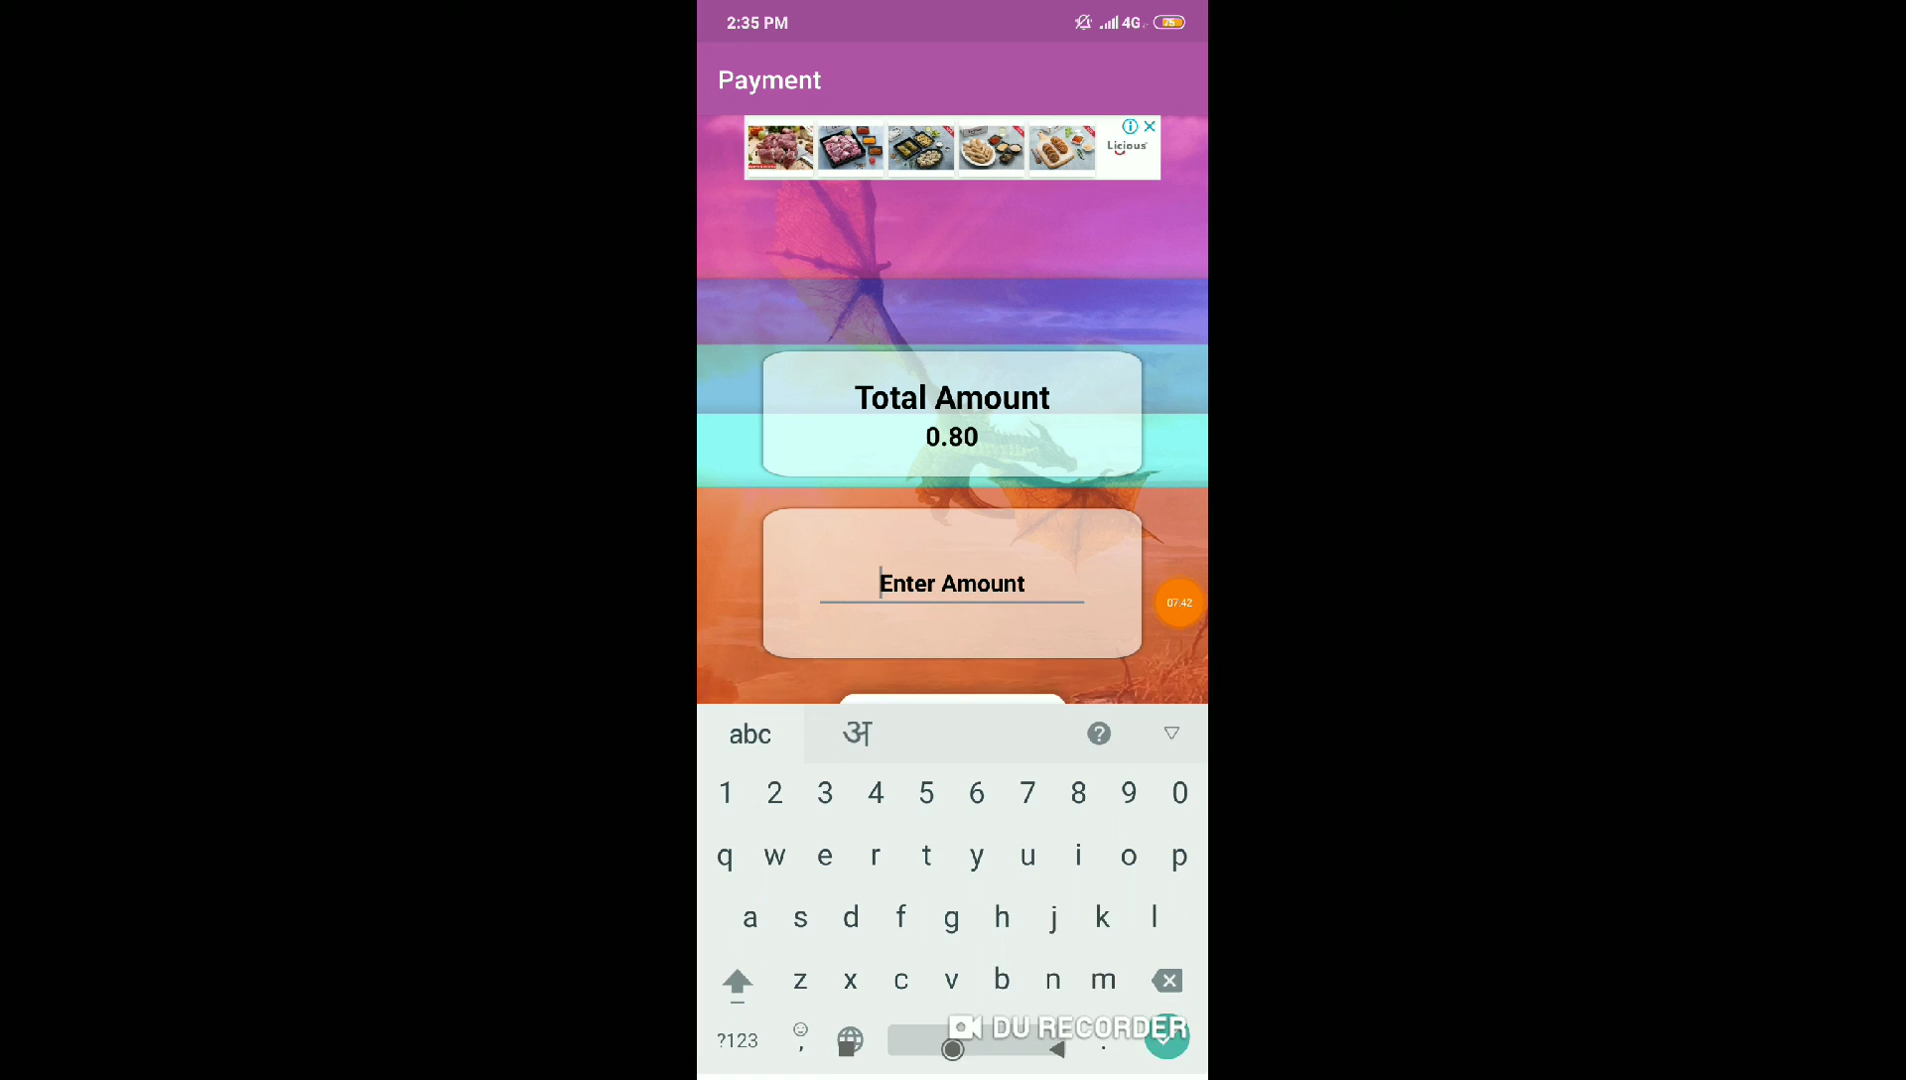 2:35 PM
4G
75
Payment
Licious
Total Amount
0.80
Enter Amount
07:42
abc
अ
1 2 3 4 5 6 7 8 9 0
q w e r t y u i o p
a s d f g h j k l
z x c v b n m
?123 , .
DU RECORDER